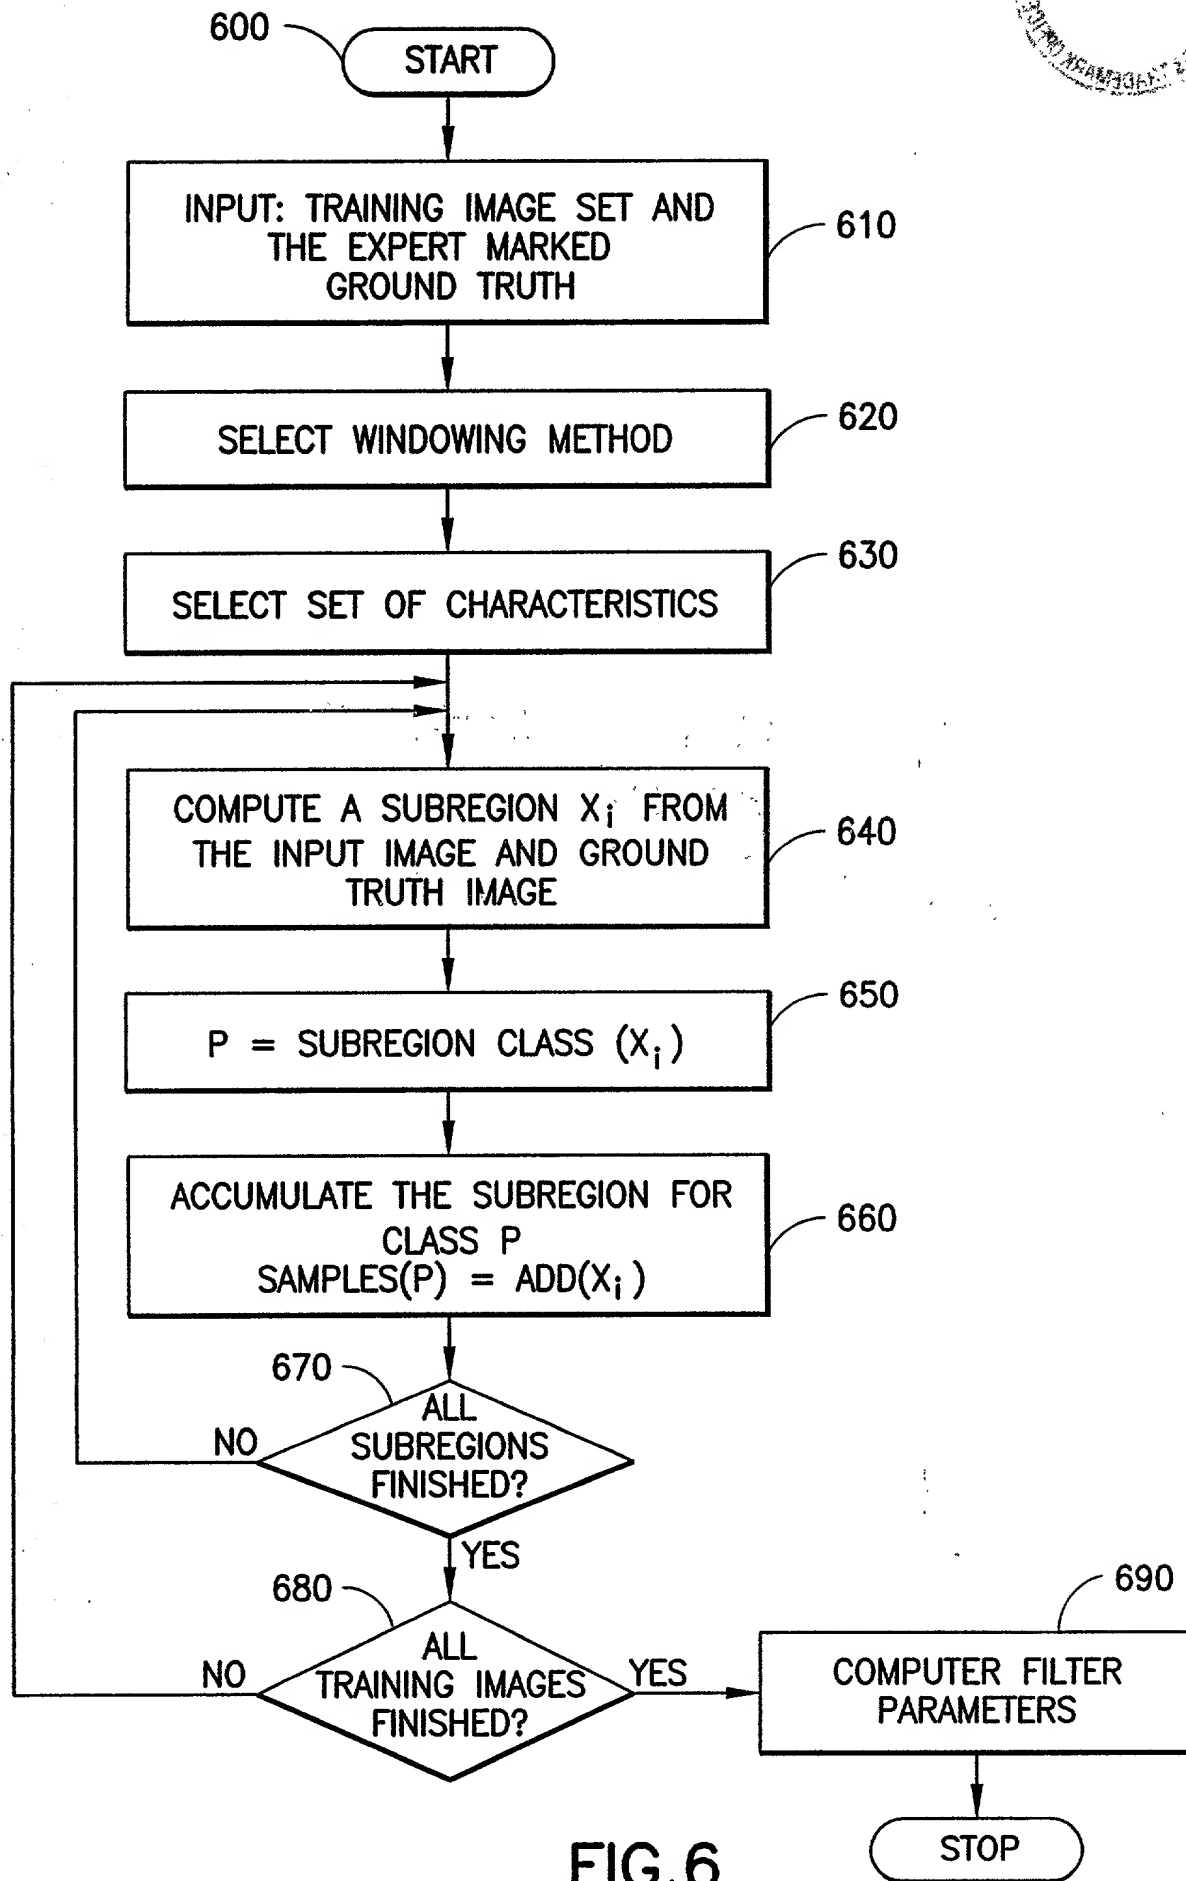 600
START
INPUT: TRAINING IMAGE SET AND
THE EXPERT MARKED
GROUND TRUTH
610
SELECT WINDOWING METHOD
620
SELECT SET OF CHARACTERISTICS
630
COMPUTE A SUBREGION Xi FROM
THE INPUT IMAGE AND GROUND
TRUTH IMAGE
640
P = SUBREGION CLASS (Xi)
650
ACCUMULATE THE SUBREGION FOR
CLASS P
SAMPLES(P) = ADD(Xi)
660
670
ALL
SUBREGIONS
FINISHED?
NO
YES
680
ALL
TRAINING IMAGES
FINISHED?
NO
YES
690
COMPUTER FILTER
PARAMETERS
STOP
FIG.6